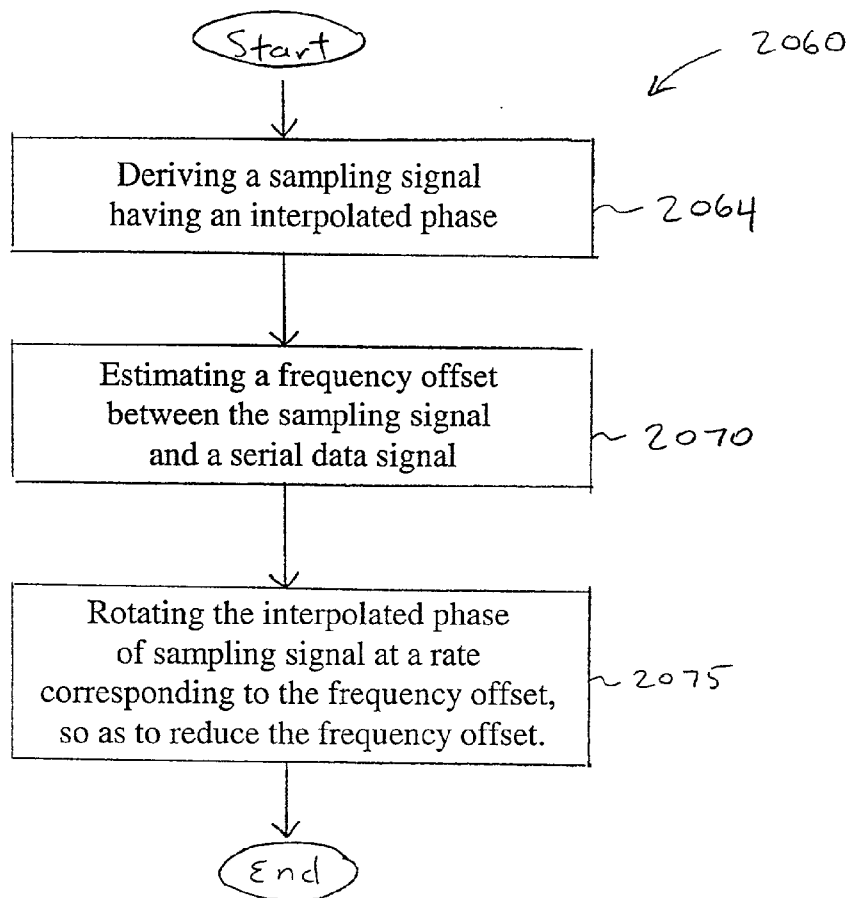 Start
2060
Deriving a sampling signal
having an interpolated phase
2064
Estimating a frequency offset
between the sampling signal
and a serial data signal
2070
Rotating the interpolated phase
of sampling signal at a rate
corresponding to the frequency offset,
so as to reduce the frequency offset.
2075
End